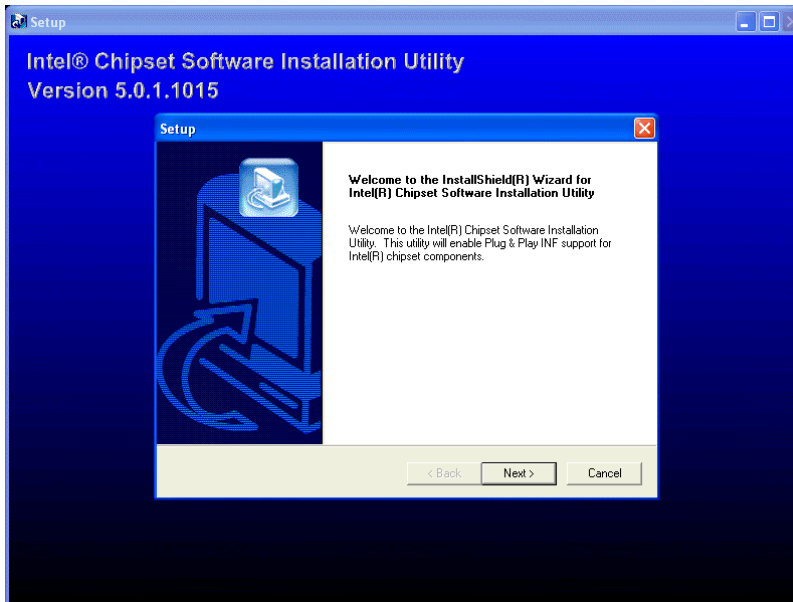 Setup
Intel® Chipset Software Installation Utility
Version 5.0.1.1015
Setup
Welcome to the InstallShield(R) Wizard for
Intel(R) Chipset Software Installation Utility
Welcome to the Intel(R) Chipset Software Installation
Utility. This utility will enable Plug & Play INF support for
Intel(R) chipset components.
< Back
Next >
Cancel